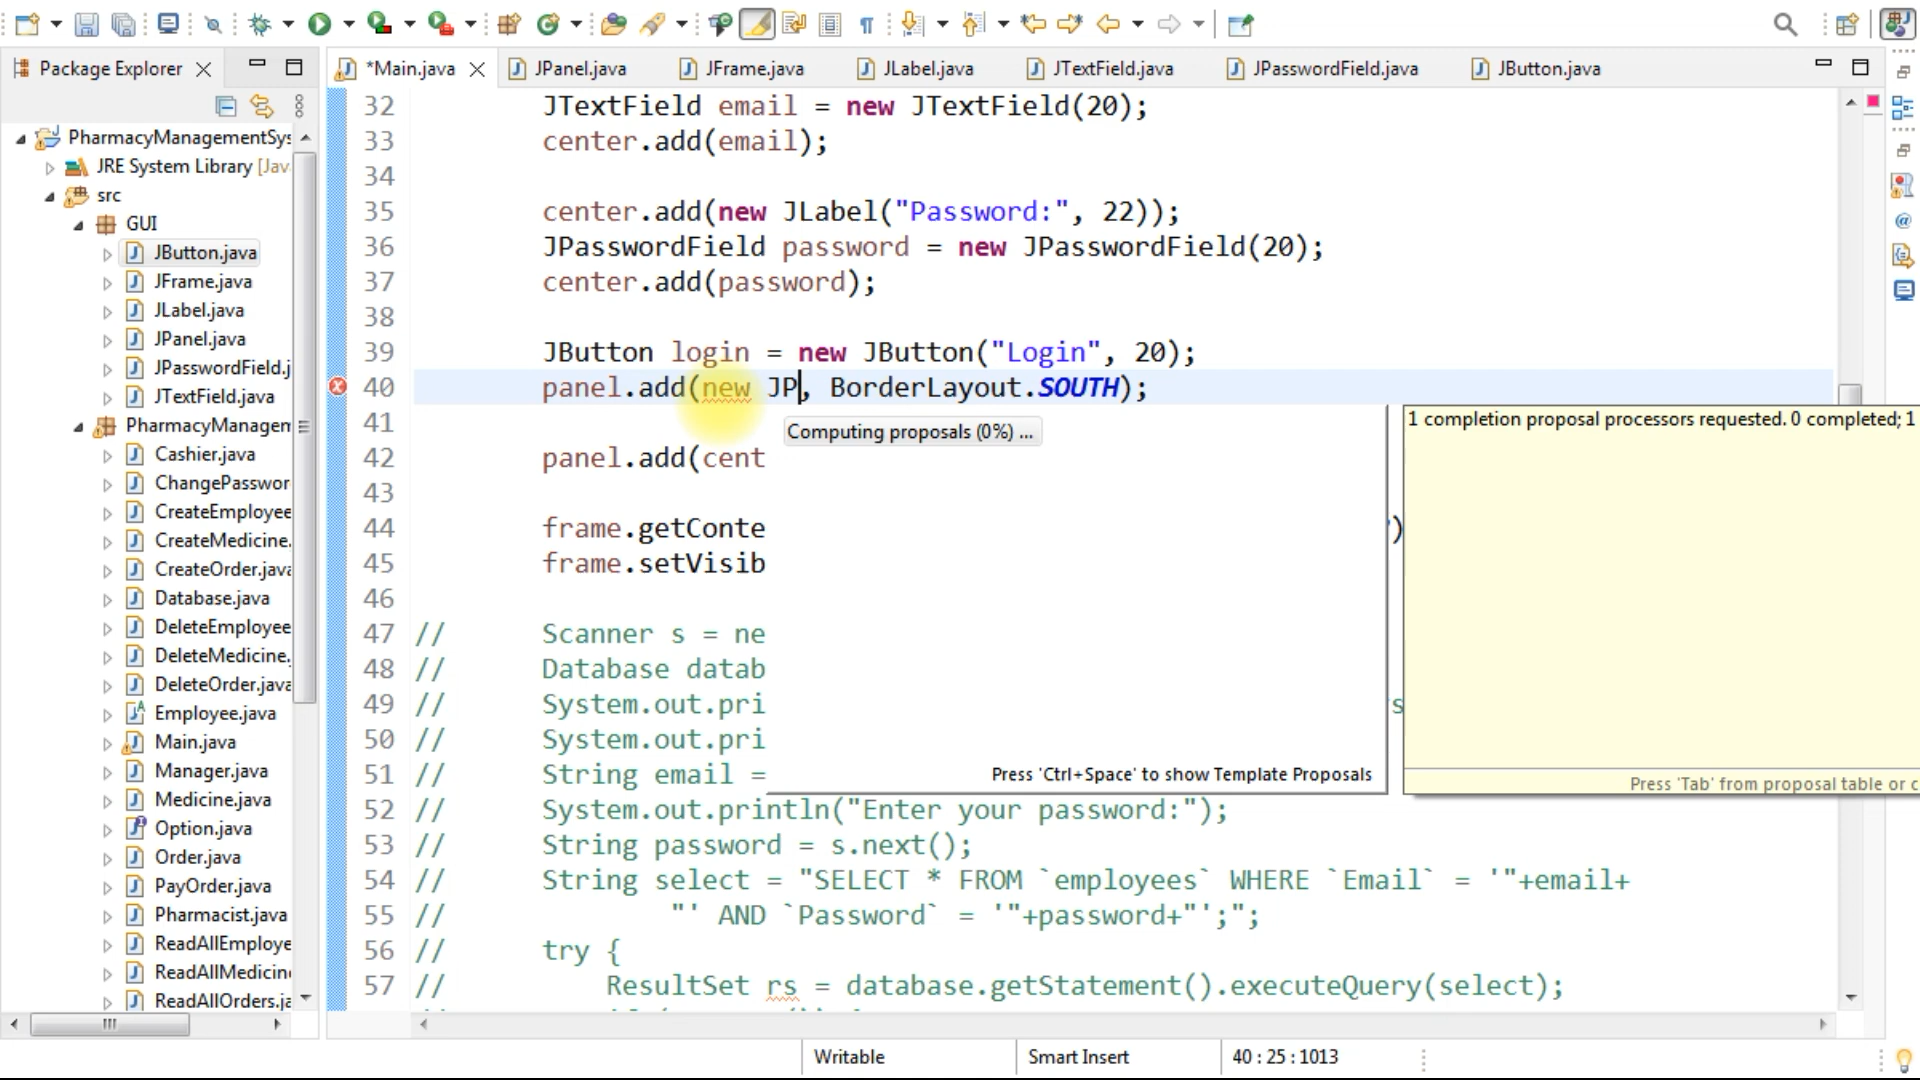 Package Explorer
*Main.java
JPanel.java
JFrame.java
JLabel.java
JTextField.java
JPasswordField.java
JButton.java
PharmacyManagementSys
JRE System Library [Jav
src
GUI
JButton.java
JFrame.java
JLabel.java
JPanel.java
JPasswordField.j
JTextField.java
PharmacyManagem
Cashier.java
ChangePasswor
CreateEmployee
CreateMedicine.
CreateOrder.java
Database.java
DeleteEmployee
DeleteMedicine.
DeleteOrder.java
Employee.java
Main.java
Manager.java
Medicine.java
Option.java
Order.java
PayOrder.java
Pharmacist.java
ReadAllEmploye
ReadAllMedicin
ReadAllOrders.ja
32 JTextField email = new JTextField(20);
33 center.add(email);
34
35 center.add(new JLabel("Password:", 22));
36 JPasswordField password = new JPasswordField(20);
37 center.add(password);
38
39 JButton login = new JButton("Login", 20);
40 panel.add(new JP, BorderLayout.SOUTH);
41
42 panel.add(cent
43
44 frame.getConte )
45 frame.setVisib
46
47 // Scanner s = ne
48 // Database datab
49 // System.out.pri s
50 // System.out.pri
51 // String email =
52 // System.out.println("Enter your password:");
53 // String password = s.next();
54 // String select = "SELECT * FROM `employees` WHERE `Email` = '"+email+
55 // "' AND `Password` = '"+password+"';";
56 // try {
57 // ResultSet rs = database.getStatement().executeQuery(select);
Computing proposals (0%) ...
Press 'Ctrl+Space' to show Template Proposals
1 completion proposal processors requested. 0 completed; 1
Press 'Tab' from proposal table or c
Writable
Smart Insert
40 : 25 : 1013